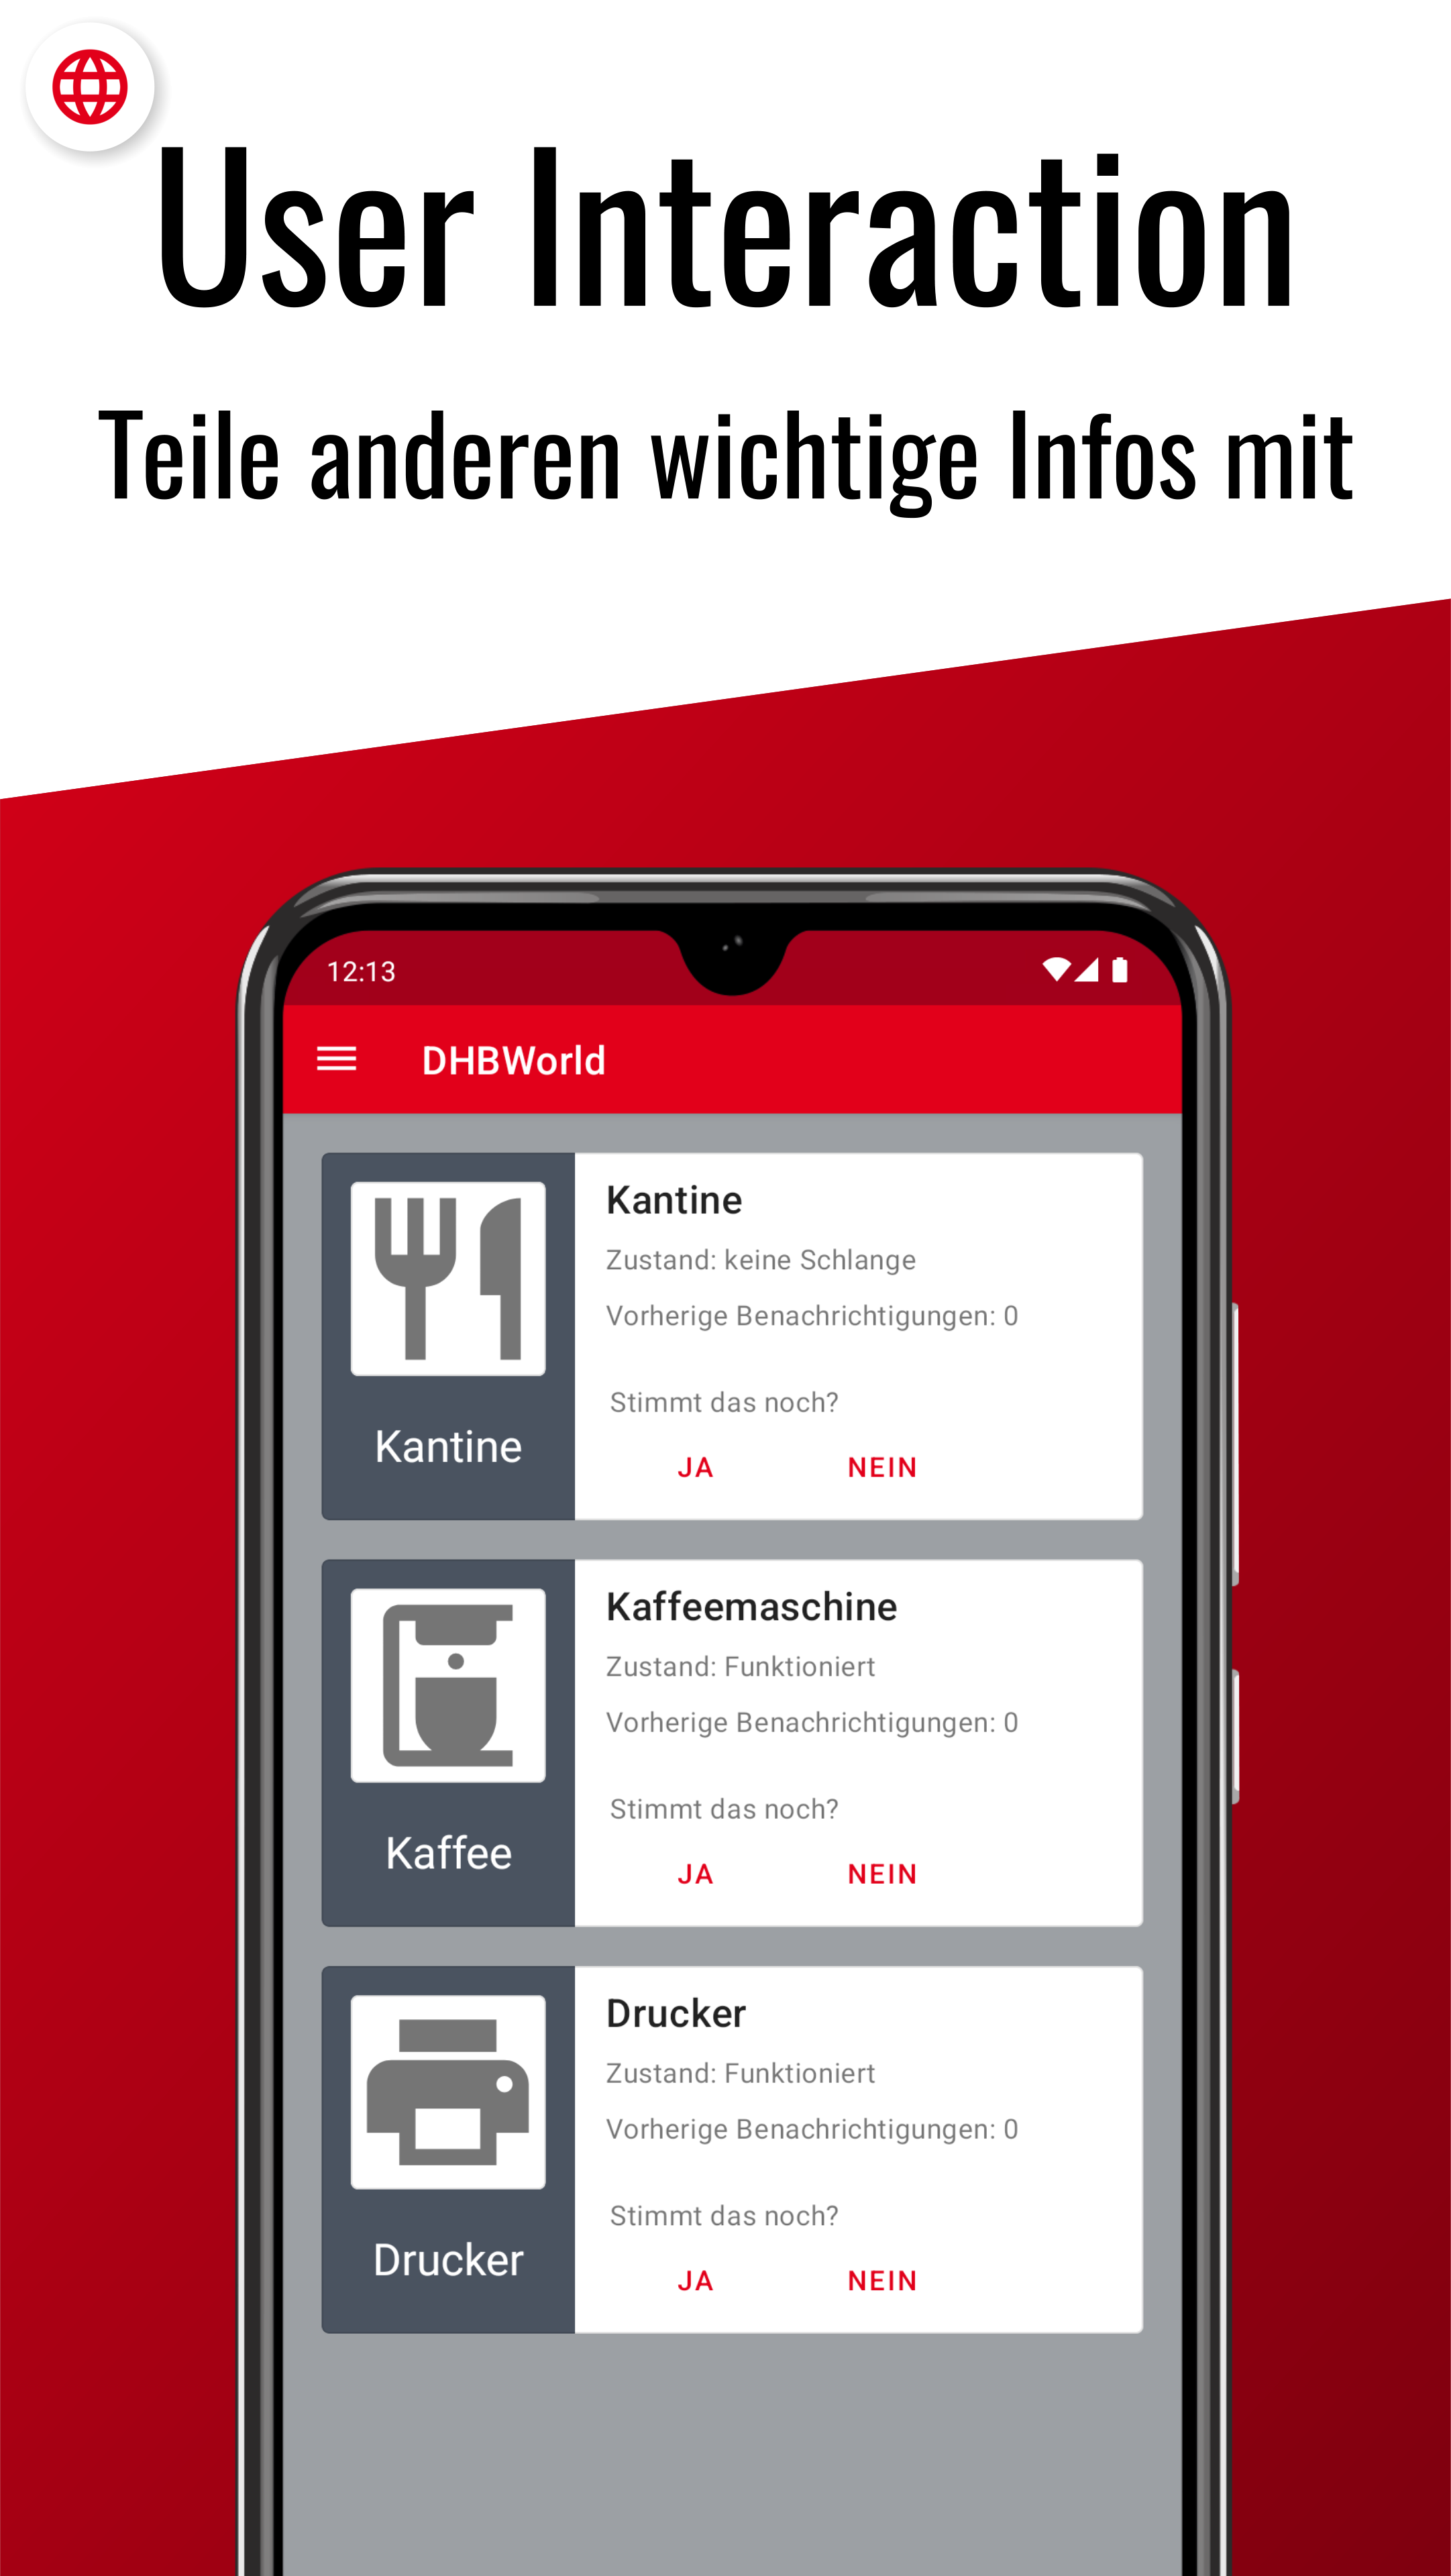 User Interaction
Teile anderen wichtige Infos mit
12:13
DHBWorld
Kantine
Zustand: keine Schlange
Vorherige Benachrichtigungen: 0
Stimmt das noch?
Kantine
JA NEIN
Kaffeemaschine
Zustand: Funktioniert
Vorherige Benachrichtigungen: 0
Stimmt das noch?
Kaffee
JA NEIN
Drucker
Zustand: Funktioniert
Vorherige Benachrichtigungen: 0
Stimmt das noch?
Drucker
JA NEIN